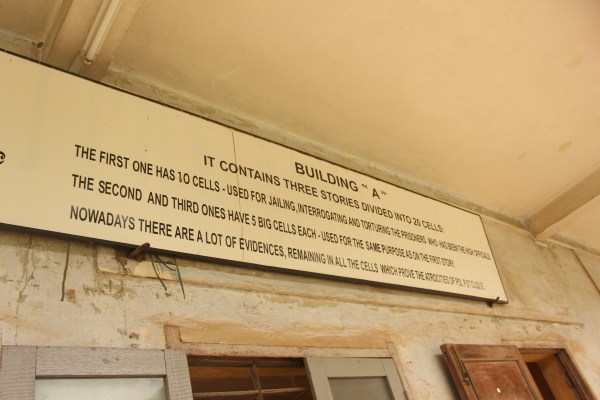 BUILDING "A"
IT CONTAINS THREE STORIES DIVIDED INTO 20 CELLS:
THE FIRST ONE HAS 10 CELLS - USED FOR JAILING, INTERROGATING AND TORTURING THE PRISONERS WHO HAD BEEN THE HIGH OFFICIALS
THE SECOND AND THIRD ONES HAVE 5 BIG CELLS EACH - USED FOR THE SAME PURPOSE AS ON THE FIRST STORY.
NOWADAYS THERE ARE A LOT OF EVIDENCES, REMAINING IN ALL THE CELLS WHICH PROVE THE ATROCITIES OF POL POT CLIQUE.